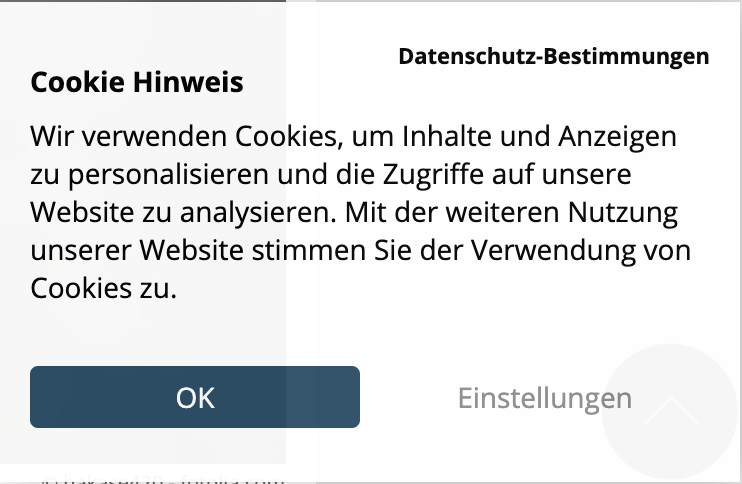 Datenschutz-Bestimmungen
Cookie Hinweis
Wir verwenden Cookies, um Inhalte und Anzeigen
zu personalisieren und die Zugriffe auf unsere
Website zu analysieren. Mit der weiteren Nutzung
unserer Website stimmen Sie der Verwendung von
Cookies zu.
OK
Einstellungen